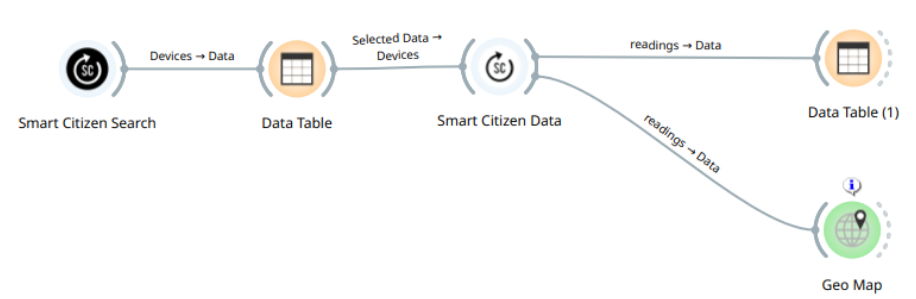 Devices → Data
Selected Data →
Devices
readings → Data
SC
SC
Smart Citizen Search
Data Table
Smart Citizen Data
Data Table (1)
readings → Data
i
Geo Map